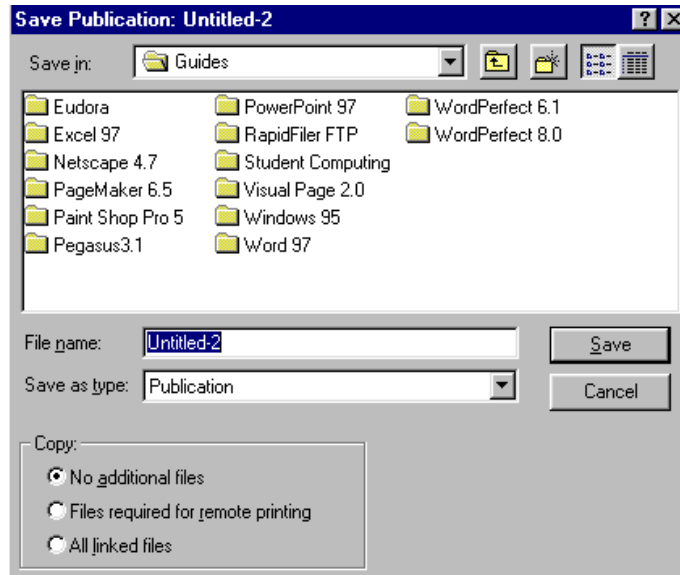 Save Publication: Untitled-2
Save in: Guides
Eudora PowerPoint 97 WordPerfect 6.1
Excel 97 RapidFiler FTP WordPerfect 8.0
Netscape 4.7 Student Computing
PageMaker 6.5 Visual Page 2.0
Paint Shop Pro 5 Windows 95
Pegasus3.1 Word 97
File name: Untitled-2 Save
Save as type: Publication Cancel
Copy:
No additional files
Files required for remote printing
All linked files